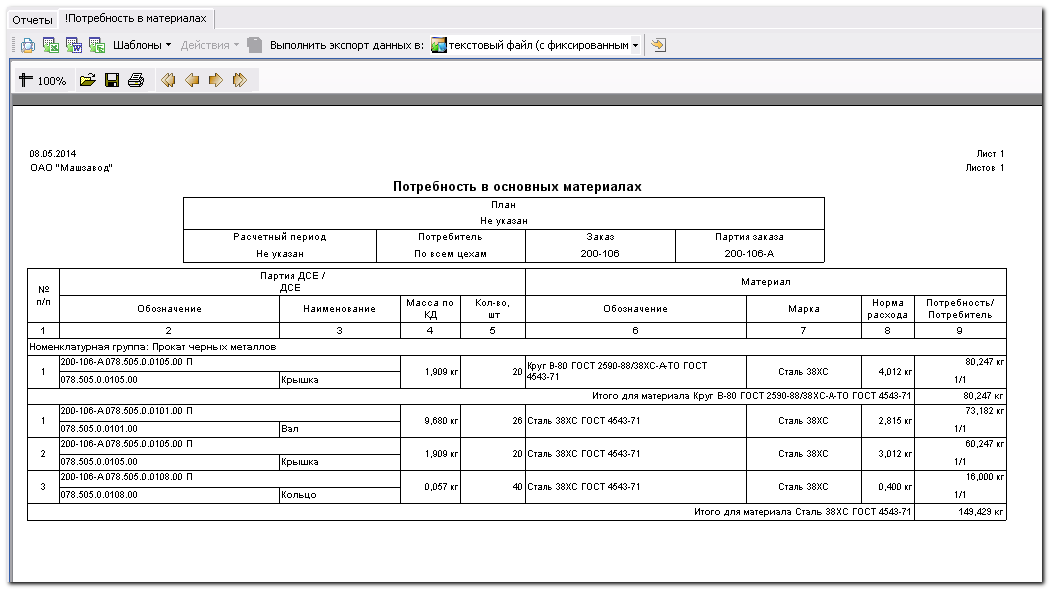 Отчеты !Потребность в материалах
Шаблоны Действия Выполнить экспорт данных в: текстовый файл (с фиксированным
100%
08.05.2014 Лист 1
ОАО "Машзавод" Листов 1
Потребность в основных материалах
План
Не указан
Расчетный период Потребитель Заказ Партия заказа
Не указан По всем цехам 200-106 200-106-А
№ п/п Партия ДСЕ / ДСЕ Материал
Обозначение Наименование Масса по КД Кол-во, шт Обозначение Марка Норма расхода Потребность/ Потребитель
1 2 3 4 5 6 7 8 9
Номенклатурная группа: Прокат черных металлов
200-106-А 078.505.0.0105.00 П 80,247 кг
1 1,909 кг 20 Круг В-80 ГОСТ 2590-88/38ХС-А-ТО ГОСТ 4543-71 Сталь 38ХС 4,012 кг
078.505.0.0105.00 Крышка 1/1
Итого для материала Круг В-80 ГОСТ 2590-88/38ХС-А-ТО ГОСТ 4543-71 80,247 кг
200-106-А 078.505.0.0101.00 П 73,182 кг
1 9,680 кг 26 Сталь 38ХС ГОСТ 4543-71 Сталь 38ХС 2,815 кг
078.505.0.0101.00 Вал 1/1
200-106-А 078.505.0.0105.00 П 60,247 кг
2 1,909 кг 20 Сталь 38ХС ГОСТ 4543-71 Сталь 38ХС 3,012 кг
078.505.0.0105.00 Крышка 1/1
200-106-А 078.505.0.0108.00 П 16,000 кг
3 0,057 кг 40 Сталь 38ХС ГОСТ 4543-71 Сталь 38ХС 0,400 кг
078.505.0.0108.00 Кольцо 1/1
Итого для материала Сталь 38ХС ГОСТ 4543-71 149,429 кг